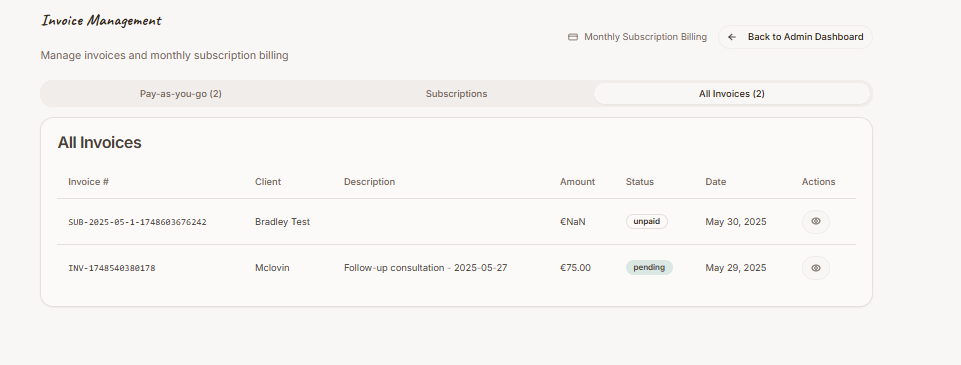 Invoice Management
Monthly Subscription Billing
Back to Admin Dashboard
Manage invoices and monthly subscription billing
Pay-as-you-go (2)
Subscriptions
All Invoices (2)
All Invoices
Invoice # Client Description Amount Status Date Actions
SUB-2025-05-1-1748603676242 Bradley Test €NaN unpaid May 30, 2025
INV-1748540380178 Mclovin Follow-up consultation - 2025-05-27 €75.00 pending May 29, 2025